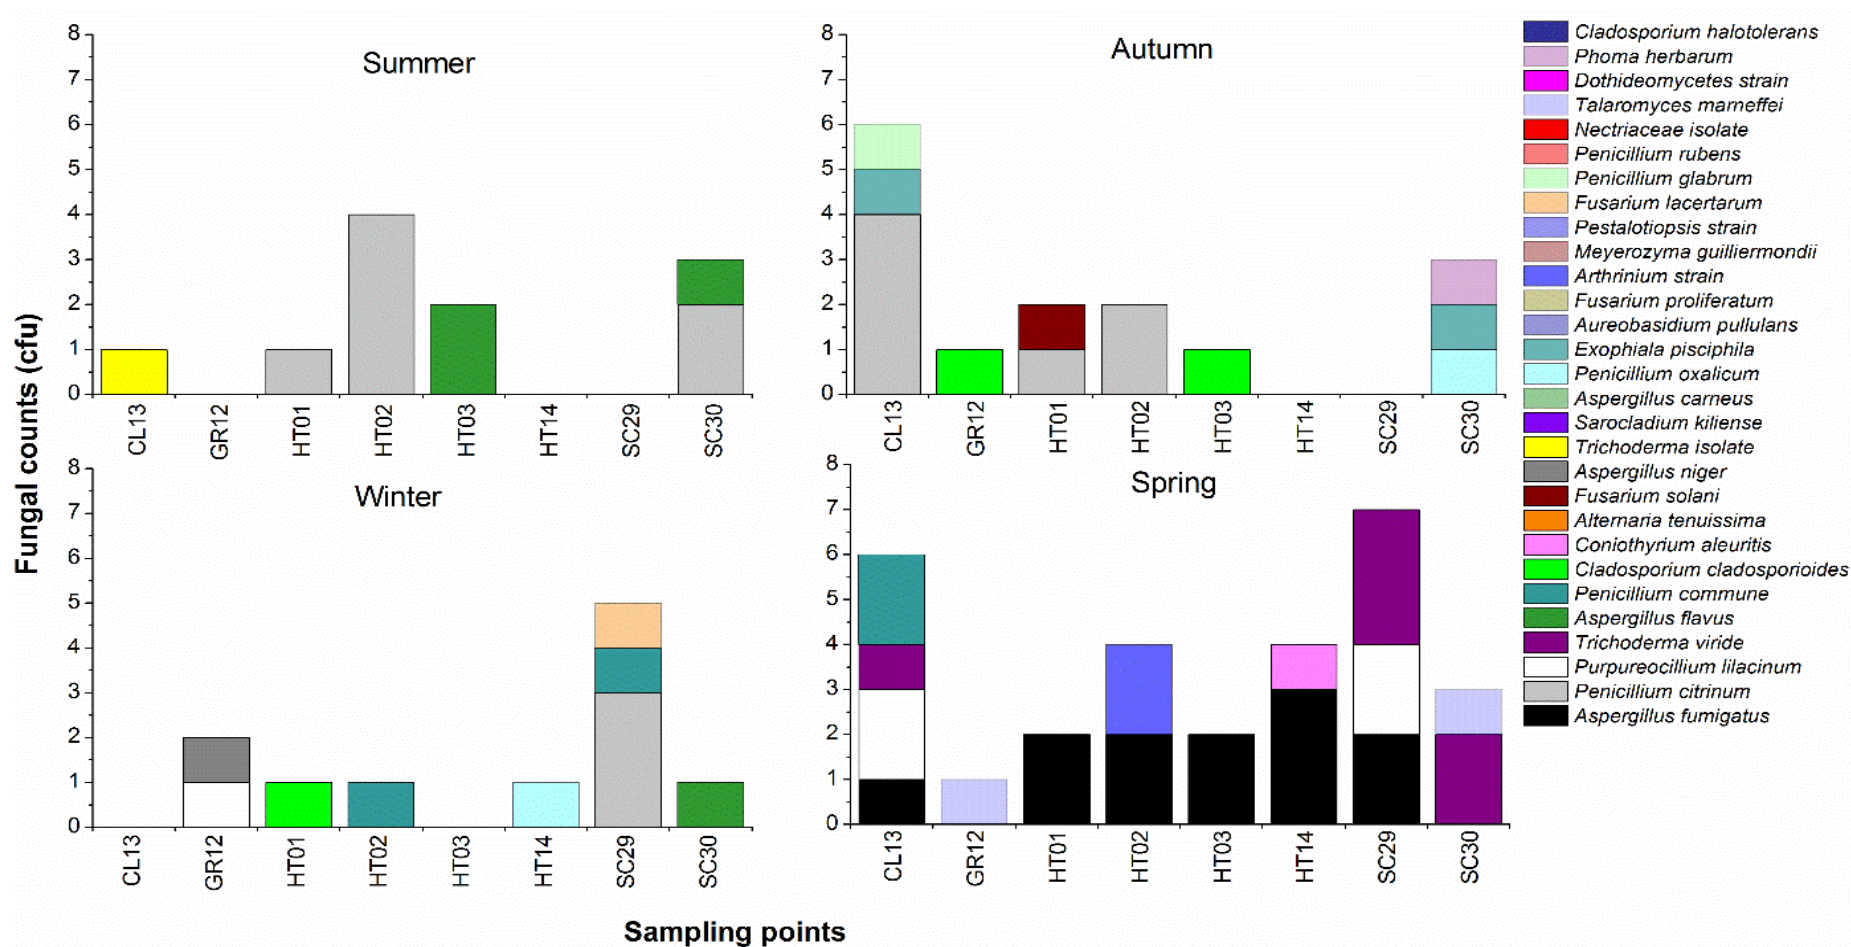 Fungal counts (cfu)
Summer
8
7
6
5
4
3
2
1
0
CL13
GR12
HT01
HT02
HT03
HT14
SC29
SC30
Autumn
8
7
6
5
4
3
2
1
0
CL13
GR12
HT01
HT02
HT03
HT14
SC29
SC30
Winter
8
7
6
5
4
3
2
1
0
CL13
GR12
HT01
HT02
HT03
HT14
SC29
SC30
Spring
8
7
6
5
4
3
2
1
0
CL13
GR12
HT01
HT02
HT03
HT14
SC29
SC30
Sampling points
Cladosporium halotolerans
Phoma herbarum
Dothideomycetes strain
Talaromyces marneffei
Nectriaceae isolate
Penicillium rubens
Penicillium glabrum
Fusarium lacertarum
Pestalotiopsis strain
Meyerozyma guilliermondii
Arthrinium strain
Fusarium proliferatum
Aureobasidium pullulans
Exophiala pisciphila
Penicillium oxalicum
Aspergillus carneus
Sarocladium kiliense
Trichoderma isolate
Aspergillus niger
Fusarium solani
Alternaria tenuissima
Coniothyrium aleuritis
Cladosporium cladosporioides
Penicillium commune
Aspergillus flavus
Trichoderma viride
Purpureocillium lilacinum
Penicillium citrinum
Aspergillus fumigatus